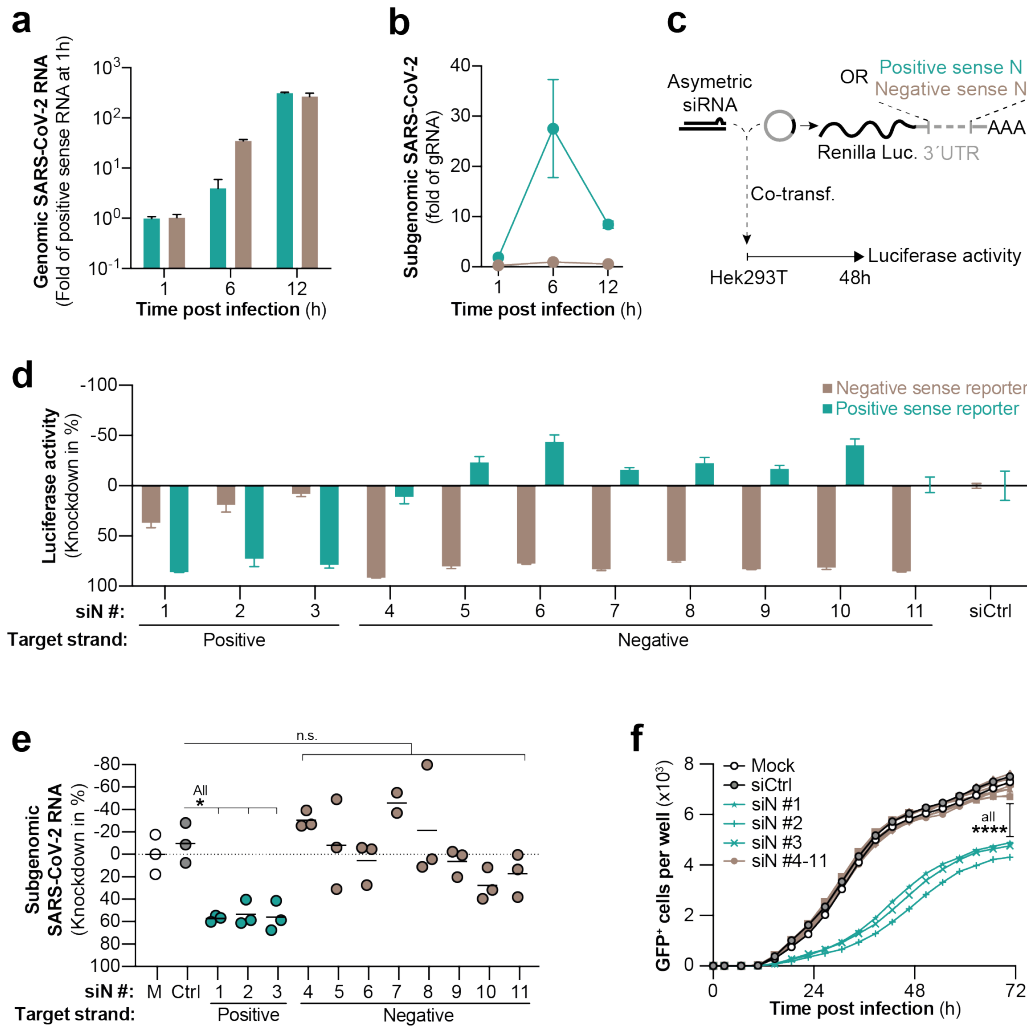 a
Genomic SARS-CoV-2 RNA
(Fold of positive sense RNA at 1h)
10³
10²
10¹
10⁰
10⁻¹
1 6 12
Time post infection (h)
b
Subgenomic SARS-CoV-2
(fold of gRNA)
40
30
20
10
0
1 6 12
Time post infection (h)
c
Asymetric
siRNA
OR
Positive sense N
Negative sense N
AAA
Renilla Luc. 3´UTR
Co-transf.
Luciferase activity
Hek293T 48h
d
Luciferase activity
(Knockdown in %)
-100
-50
0
50
100
Negative sense reporter
Positive sense reporter
siN #: 1 2 3 4 5 6 7 8 9 10 11 siCtrl
Target strand: Positive Negative
e
Subgenomic
SARS-CoV-2 RNA
(Knockdown in %)
-80
-60
-40
-20
0
20
40
60
80
100
n.s.
All
*
siN #: M Ctrl 1 2 3 4 5 6 7 8 9 10 11
Target strand: Positive Negative
f
GFP⁺ cells per well (x10³)
8
6
4
2
0
Mock
siCtrl
siN #1
siN #2
siN #3
siN #4-11
all
****
0 24 48 72
Time post infection (h)